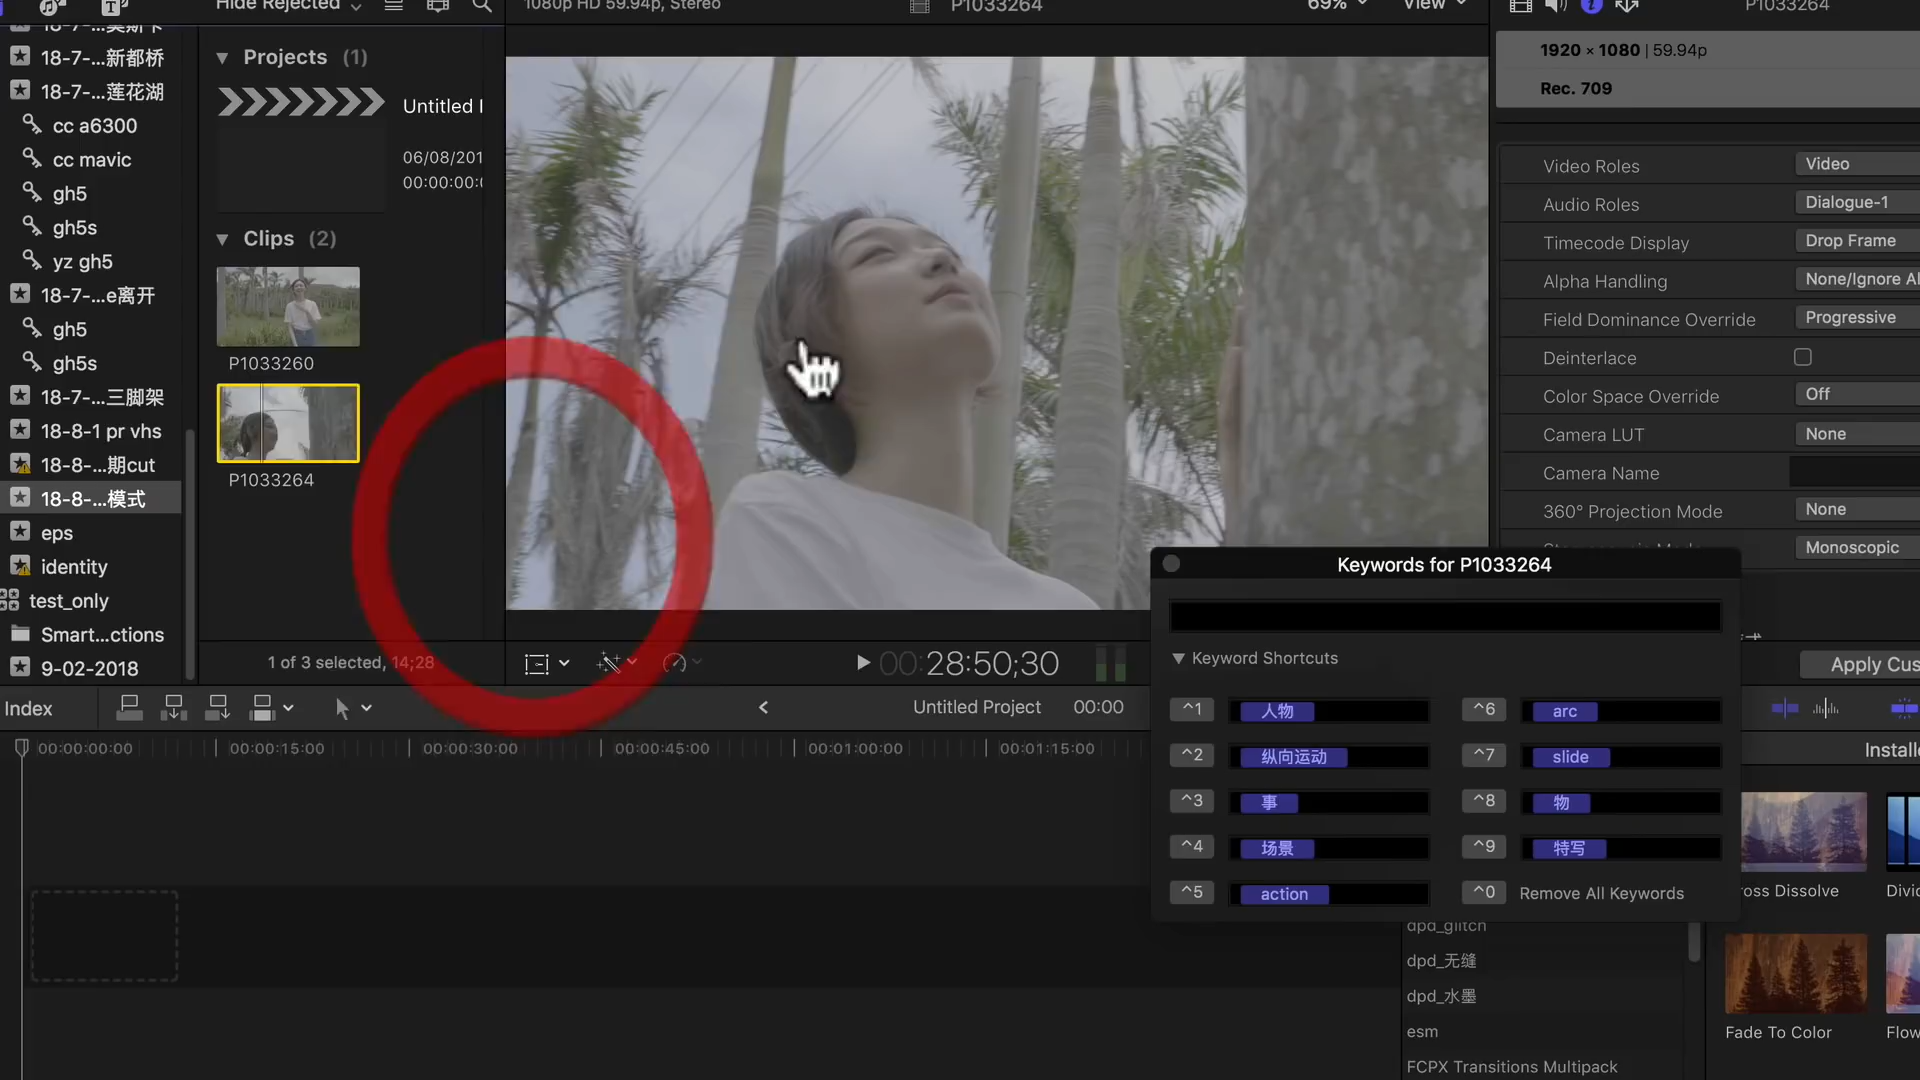 Hide Rejected
1080p HD 59.94p, Stereo
P1033264
69%
View
P1033264
18-7-...新都桥
18-7-...莲花湖
cc a6300
cc mavic
gh5
gh5s
yz gh5
18-7-...e离开
gh5
gh5s
18-7-...三脚架
18-8-1 pr vhs
18-8-...期cut
18-8-...模式
eps
identity
test_only
Smart...ctions
9-02-2018
Projects (1)
Untitled
06/08/201
00:00:00:
Clips (2)
P1033260
P1033264
1 of 3 selected, 14;28
00:28:50;30
1920 × 1080 | 59.94p
Rec. 709
Video Roles Video
Audio Roles Dialogue-1
Timecode Display Drop Frame
Alpha Handling None/Ignore Al
Field Dominance Override Progressive
Deinterlace
Color Space Override Off
Camera LUT None
Camera Name
360° Projection Mode None
Monoscopic
Apply Cus
Keywords for P1033264
Keyword Shortcuts
^1 人物 ^6 arc
^2 纵向运动 ^7 slide
^3 事 ^8 物
^4 场景 ^9 特写
^5 action ^0 Remove All Keywords
Index
Untitled Project 00:00
00:00:00:00 00:00:15:00 00:00:30:00 00:00:45:00 00:01:00:00 00:01:15:00
Installe
dpd_glitch
dpd_无缝
dpd_水墨
esm
FCPX Transitions Multipack
ross Dissolve
Divid
Fade To Color
Flow